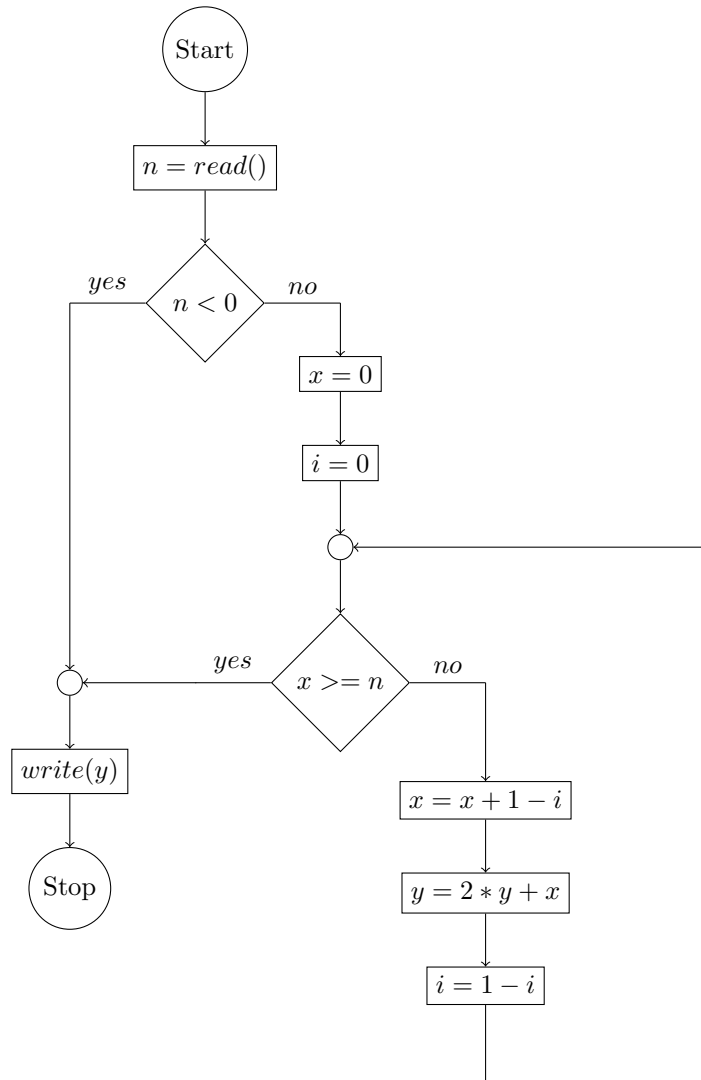 Start
n = read()
yes
n < 0
no
x = 0
i = 0
yes
x >= n
no
write(y)
x = x + 1 − i
Stop
y = 2 ∗ y + x
i = 1 − i